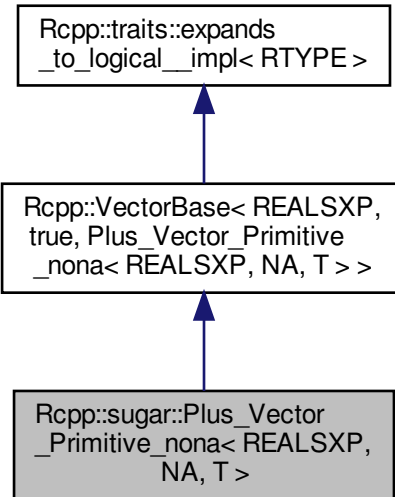 Rcpp::traits::expands
_to_logical__impl< RTYPE >
Rcpp::VectorBase< REALSXP,
true, Plus_Vector_Primitive
_nona< REALSXP, NA, T > >
Rcpp::sugar::Plus_Vector
_Primitive_nona< REALSXP,
NA, T >